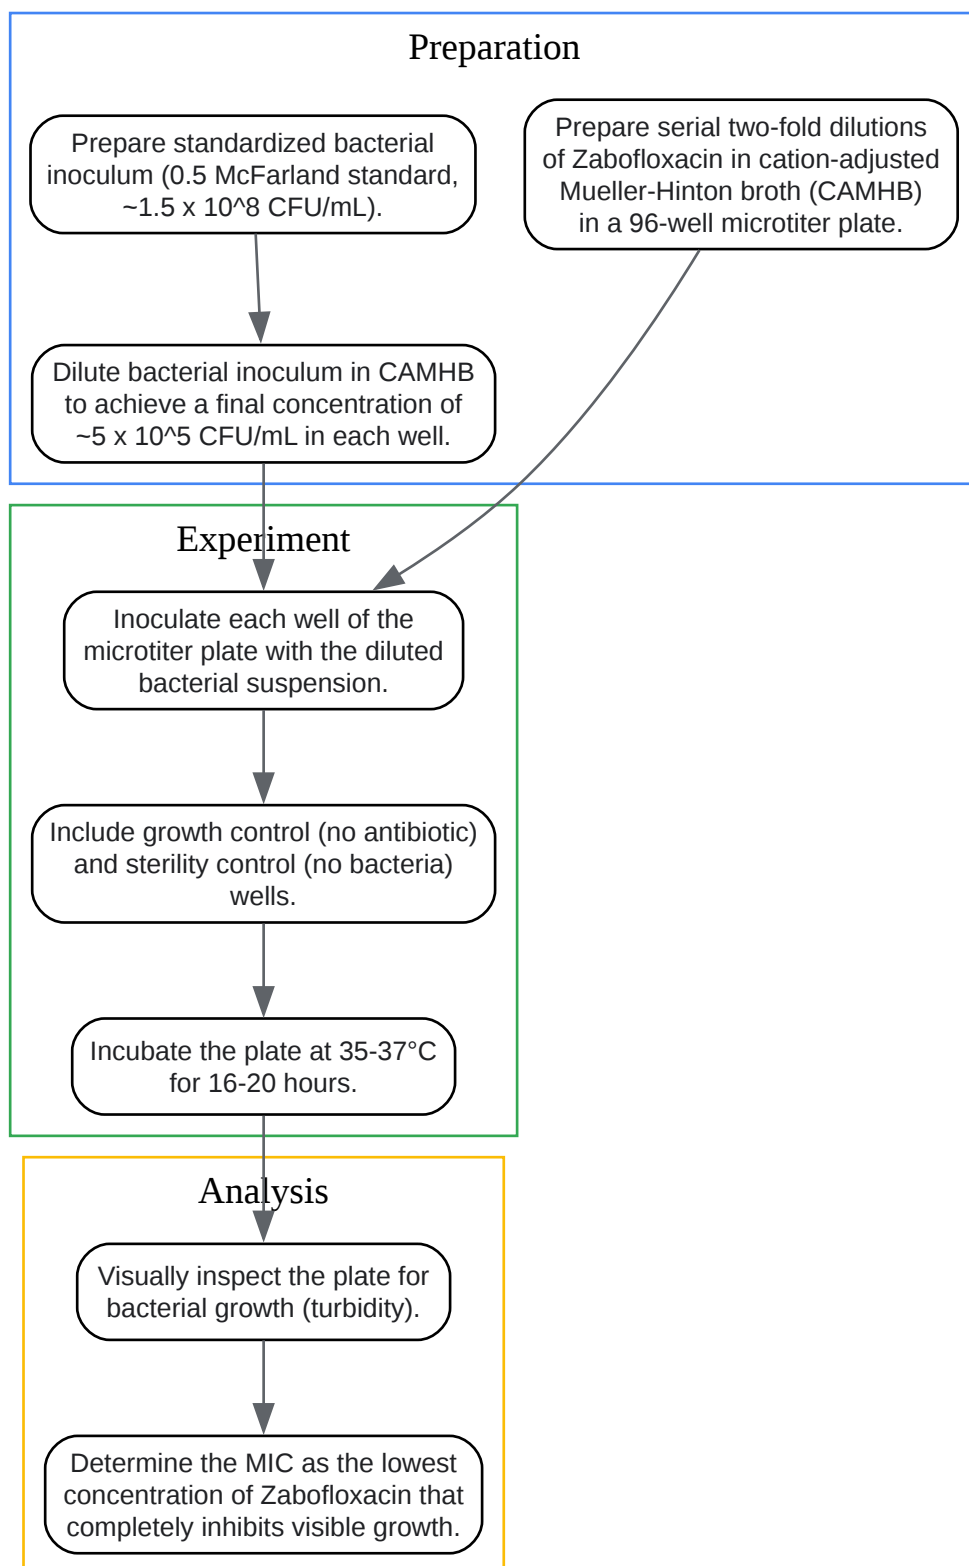 Preparation
Prepare standardized bacterial
inoculum (0.5 McFarland standard,
~1.5 x 10^8 CFU/mL).
Prepare serial two-fold dilutions
of Zabofloxacin in cation-adjusted
Mueller-Hinton broth (CAMHB)
in a 96-well microtiter plate.
Dilute bacterial inoculum in CAMHB
to achieve a final concentration of
~5 x 10^5 CFU/mL in each well.
Experiment
Inoculate each well of the
microtiter plate with the diluted
bacterial suspension.
Include growth control (no antibiotic)
and sterility control (no bacteria)
wells.
Incubate the plate at 35-37°C
for 16-20 hours.
Analysis
Visually inspect the plate for
bacterial growth (turbidity).
Determine the MIC as the lowest
concentration of Zabofloxacin that
completely inhibits visible growth.